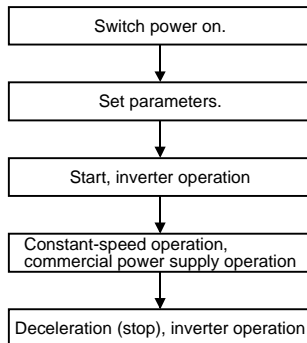 Switch power on.
Set parameters.
Start, inverter operation
Constant-speed operation,
commercial power supply operation
Deceleration (stop), inverter operation